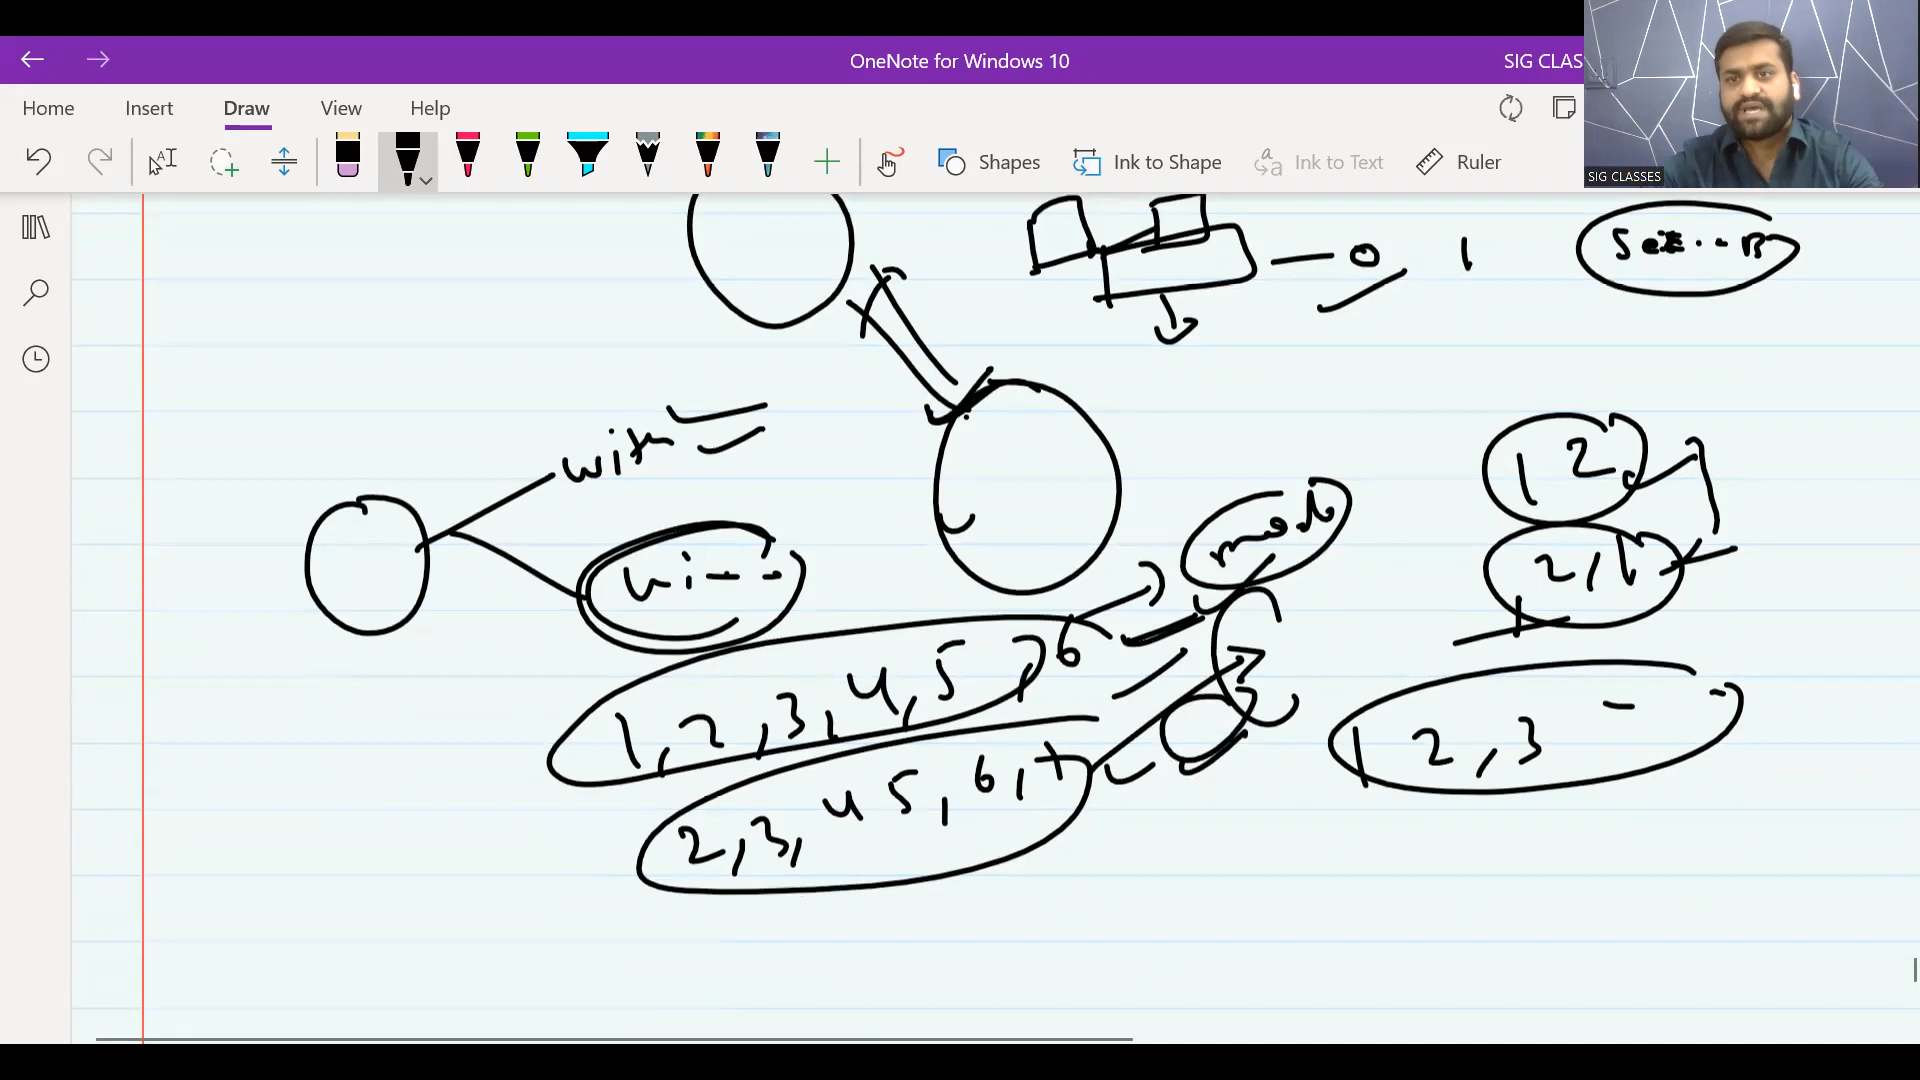 OneNote for Windows 10
SIG CLAS
Home Insert Draw View Help
Shapes Ink to Shape Ink to Text Ruler
SIG CLASSES
0 1
with
1 2
2, 1
1, 2, 3, 4, 5, 6
1 2, 3
2, 3, 4 5, 6, 7